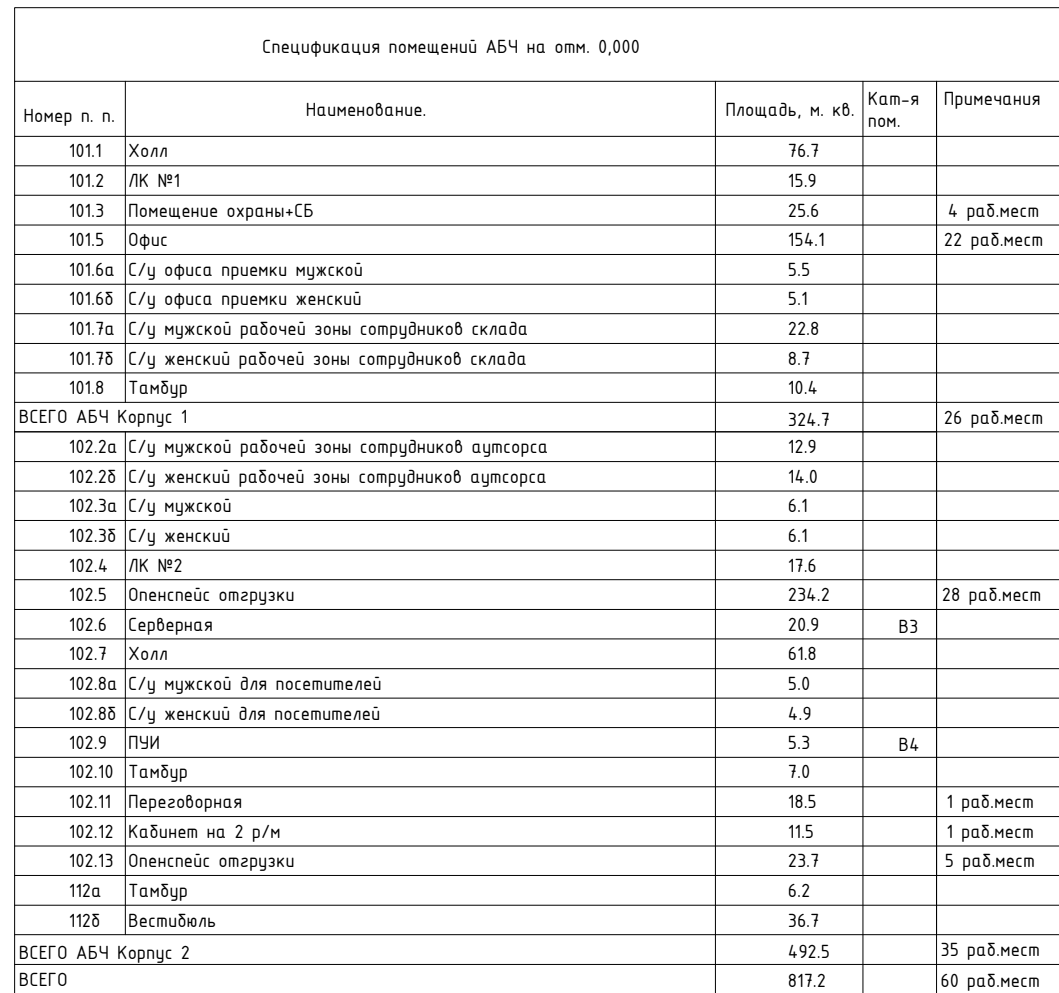 Спецификация помещений АБЧ на отм. 0,000
Номер п. п. Наименование. Площадь, м. кв. Кат-я пом. Примечания
101.1 Холл 76.7
101.2 ЛК №1 15.9
101.3 Помещение охраны+СБ 25.6 4 раб.мест
101.5 Офис 154.1 22 раб.мест
101.6а С/у офиса приемки мужской 5.5
101.6б С/у офиса приемки женский 5.1
101.7а С/у мужской рабочей зоны сотрудников склада 22.8
101.7б С/у женский рабочей зоны сотрудников склада 8.7
101.8 Тамбур 10.4
ВСЕГО АБЧ Корпус 1 324.7 26 раб.мест
102.2а С/у мужской рабочей зоны сотрудников аутсорса 12.9
102.2б С/у женский рабочей зоны сотрудников аутсорса 14.0
102.3а С/у мужской 6.1
102.3б С/у женский 6.1
102.4 ЛК №2 17.6
102.5 Опенспейс отгрузки 234.2 28 раб.мест
102.6 Серверная 20.9 В3
102.7 Холл 61.8
102.8а С/у мужской для посетителей 5.0
102.8б С/у женский для посетителей 4.9
102.9 ПУИ 5.3 В4
102.10 Тамбур 7.0
102.11 Переговорная 18.5 1 раб.мест
102.12 Кабинет на 2 р/м 11.5 1 раб.мест
102.13 Опенспейс отгрузки 23.7 5 раб.мест
112а Тамбур 6.2
112б Вестибюль 36.7
ВСЕГО АБЧ Корпус 2 492.5 35 раб.мест
ВСЕГО 817.2 60 раб.мест